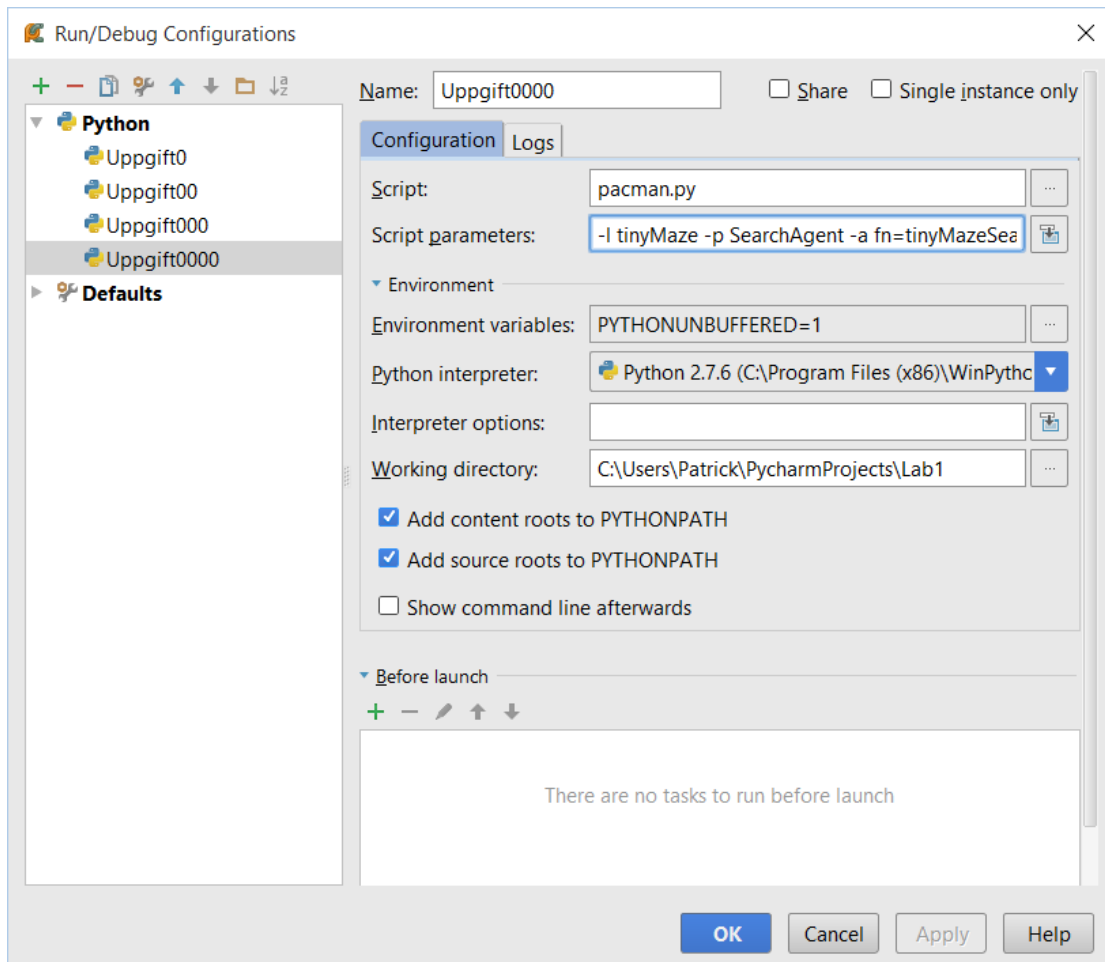 Run/Debug Configurations
Name: Uppgift0000 Share Single instance only
Python
Uppgift0
Uppgift00
Uppgift000
Uppgift0000
Defaults
Configuration Logs
Script: pacman.py ...
Script parameters: -l tinyMaze -p SearchAgent -a fn=tinyMazeSea
Environment
Environment variables: PYTHONUNBUFFERED=1 ...
Python interpreter: Python 2.7.6 (C:\Program Files (x86)\WinPythc
Interpreter options:
Working directory: C:\Users\Patrick\PycharmProjects\Lab1 ...
Add content roots to PYTHONPATH
Add source roots to PYTHONPATH
Show command line afterwards
Before launch
There are no tasks to run before launch
OK Cancel Apply Help